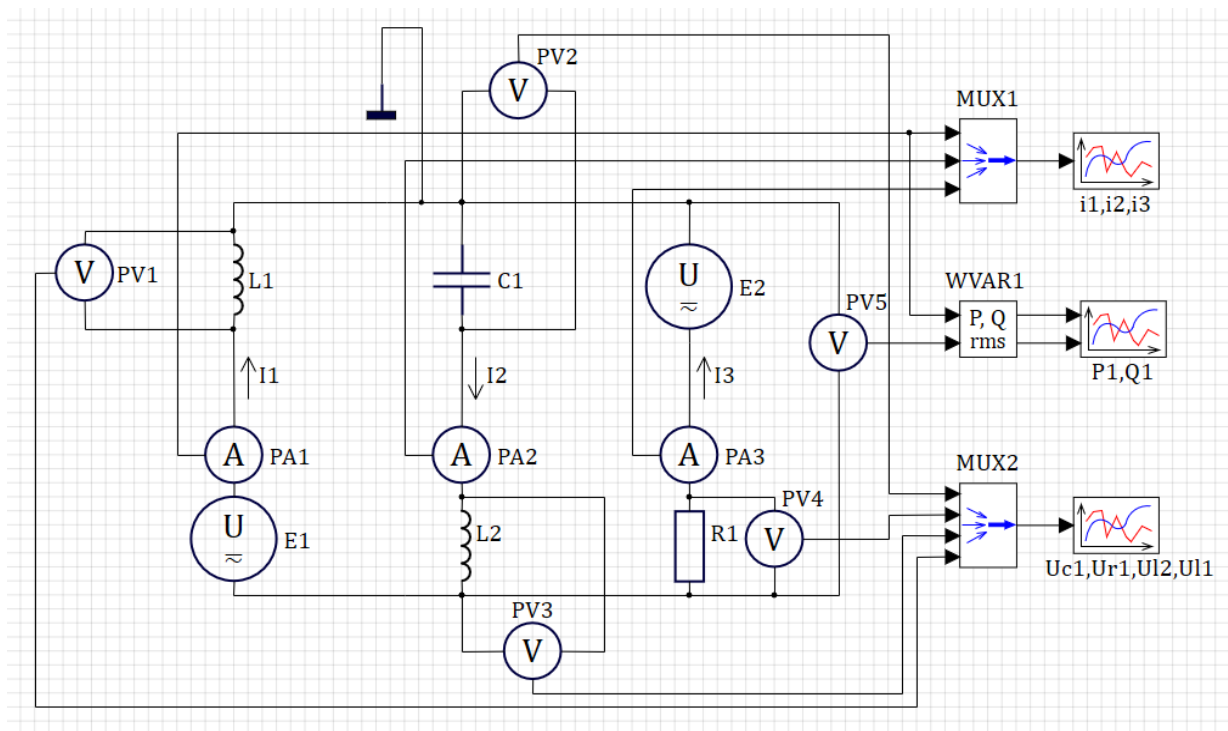 PV2
V
MUX1
i1,i2,i3
V
PV1
L1
C1
U
≂
E2
PV5
V
WVAR1
P, Q
rms
P1,Q1
I1
I2
I3
A
PA1
A
PA2
A
PA3
MUX2
U
≂
E1
L2
R1
PV4
V
Uc1,Ur1,Ul2,Ul1
PV3
V